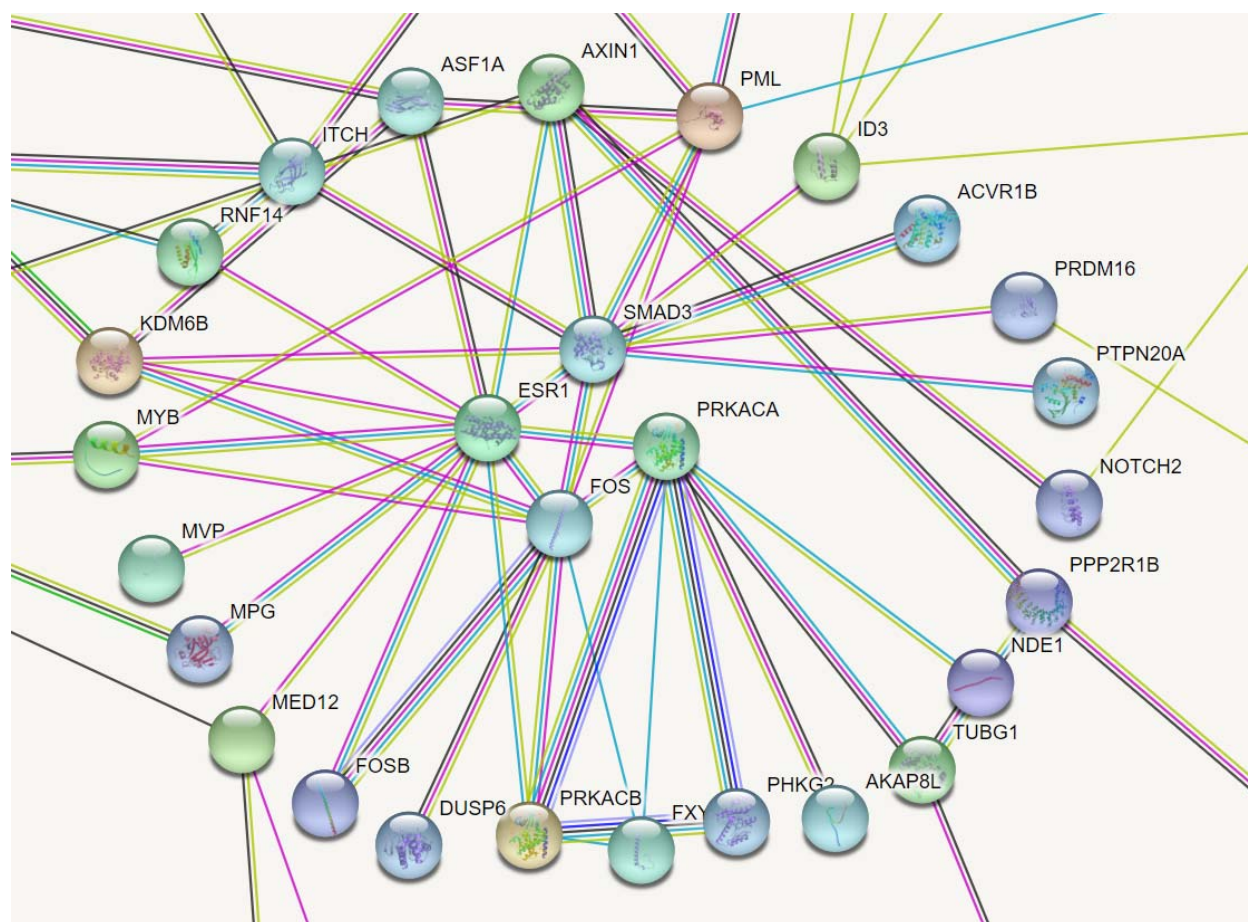 AXIN1
ASF1A
PML
ITCH
ID3
ACVR1B
RNF14
PRDM16
SMAD3
KDM6B
PTPN20A
ESR1
PRKACA
MYB
NOTCH2
FOS
MVP
PPP2R1B
MPG
NDE1
MED12
TUBG1
FOSB
PHKG2
AKAP8L
DUSP6
PRKACB
FXY